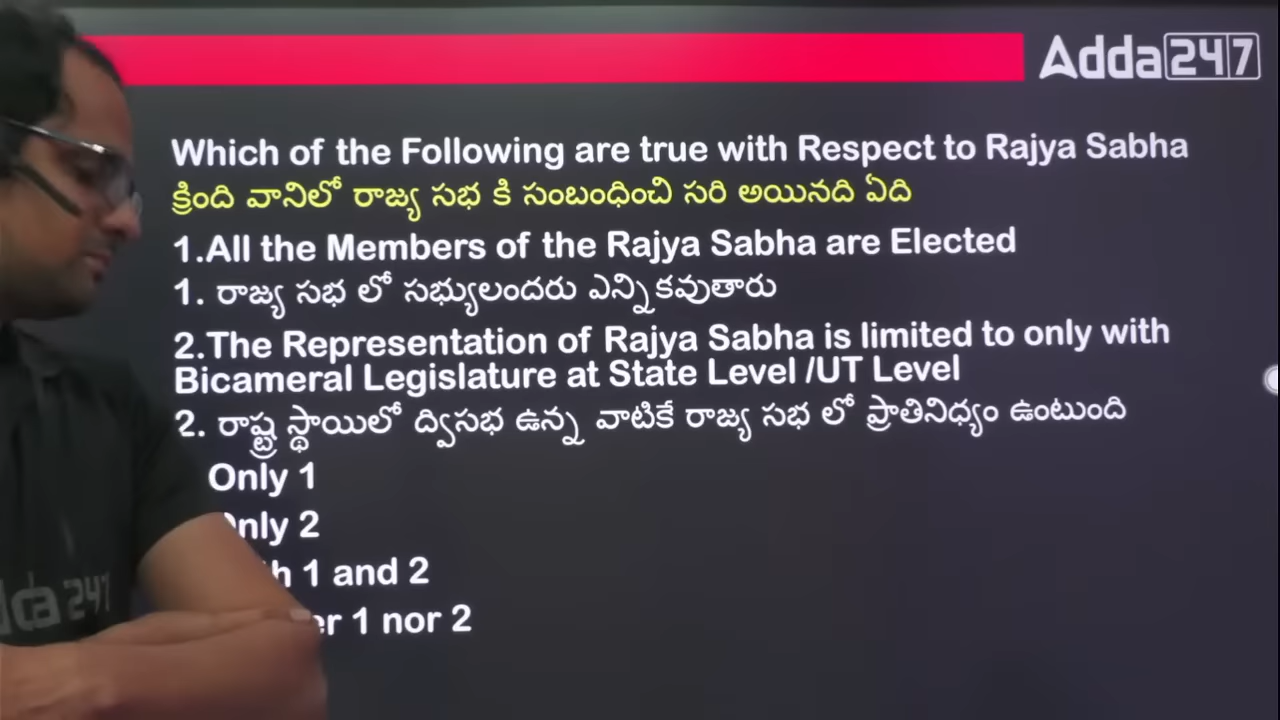 Adda247
Which of the Following are true with Respect to Rajya Sabha
క్రింది వానిలో రాజ్య సభ కి సంబంధించి సరి అయినది ఏది
1.All the Members of the Rajya Sabha are Elected
1. రాజ్య సభ లో సభ్యులందరు ఎన్నికవుతారు
2.The Representation of Rajya Sabha is limited to only with
Bicameral Legislature at State Level /UT Level
2. రాష్ట్ర స్థాయిలో ద్విసభ ఉన్న వాటికే రాజ్య సభ లో ప్రాతినిధ్యం ఉంటుంది
Only 1
Only 2
1 and 2
1 nor 2
247